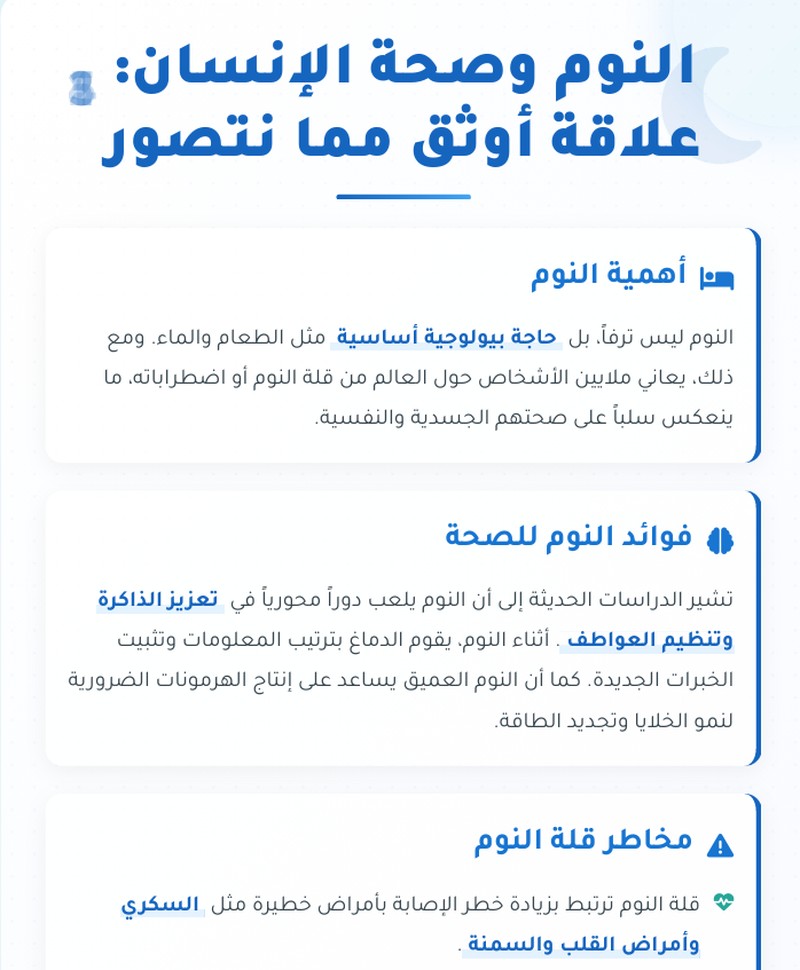 النوم وصحة الإنسان:
علاقة أوثق مما نتصور
أهمية النوم
النوم ليس ترفاً، بل حاجة بيولوجية أساسية مثل الطعام والماء. ومع
ذلك، يعاني ملايين الأشخاص حول العالم من قلة النوم أو اضطراباته، ما
ينعكس سلباً على صحتهم الجسدية والنفسية.
فوائد النوم للصحة
تشير الدراسات الحديثة إلى أن النوم يلعب دوراً محورياً في تعزيز الذاكرة
وتنظيم العواطف . أثناء النوم، يقوم الدماغ بترتيب المعلومات وتثبيت
الخبرات الجديدة. كما أن النوم العميق يساعد على إنتاج الهرمونات الضرورية
لنمو الخلايا وتجديد الطاقة.
مخاطر قلة النوم
قلة النوم ترتبط بزيادة خطر الإصابة بأمراض خطيرة مثل السكري
وأمراض القلب والسمنة .